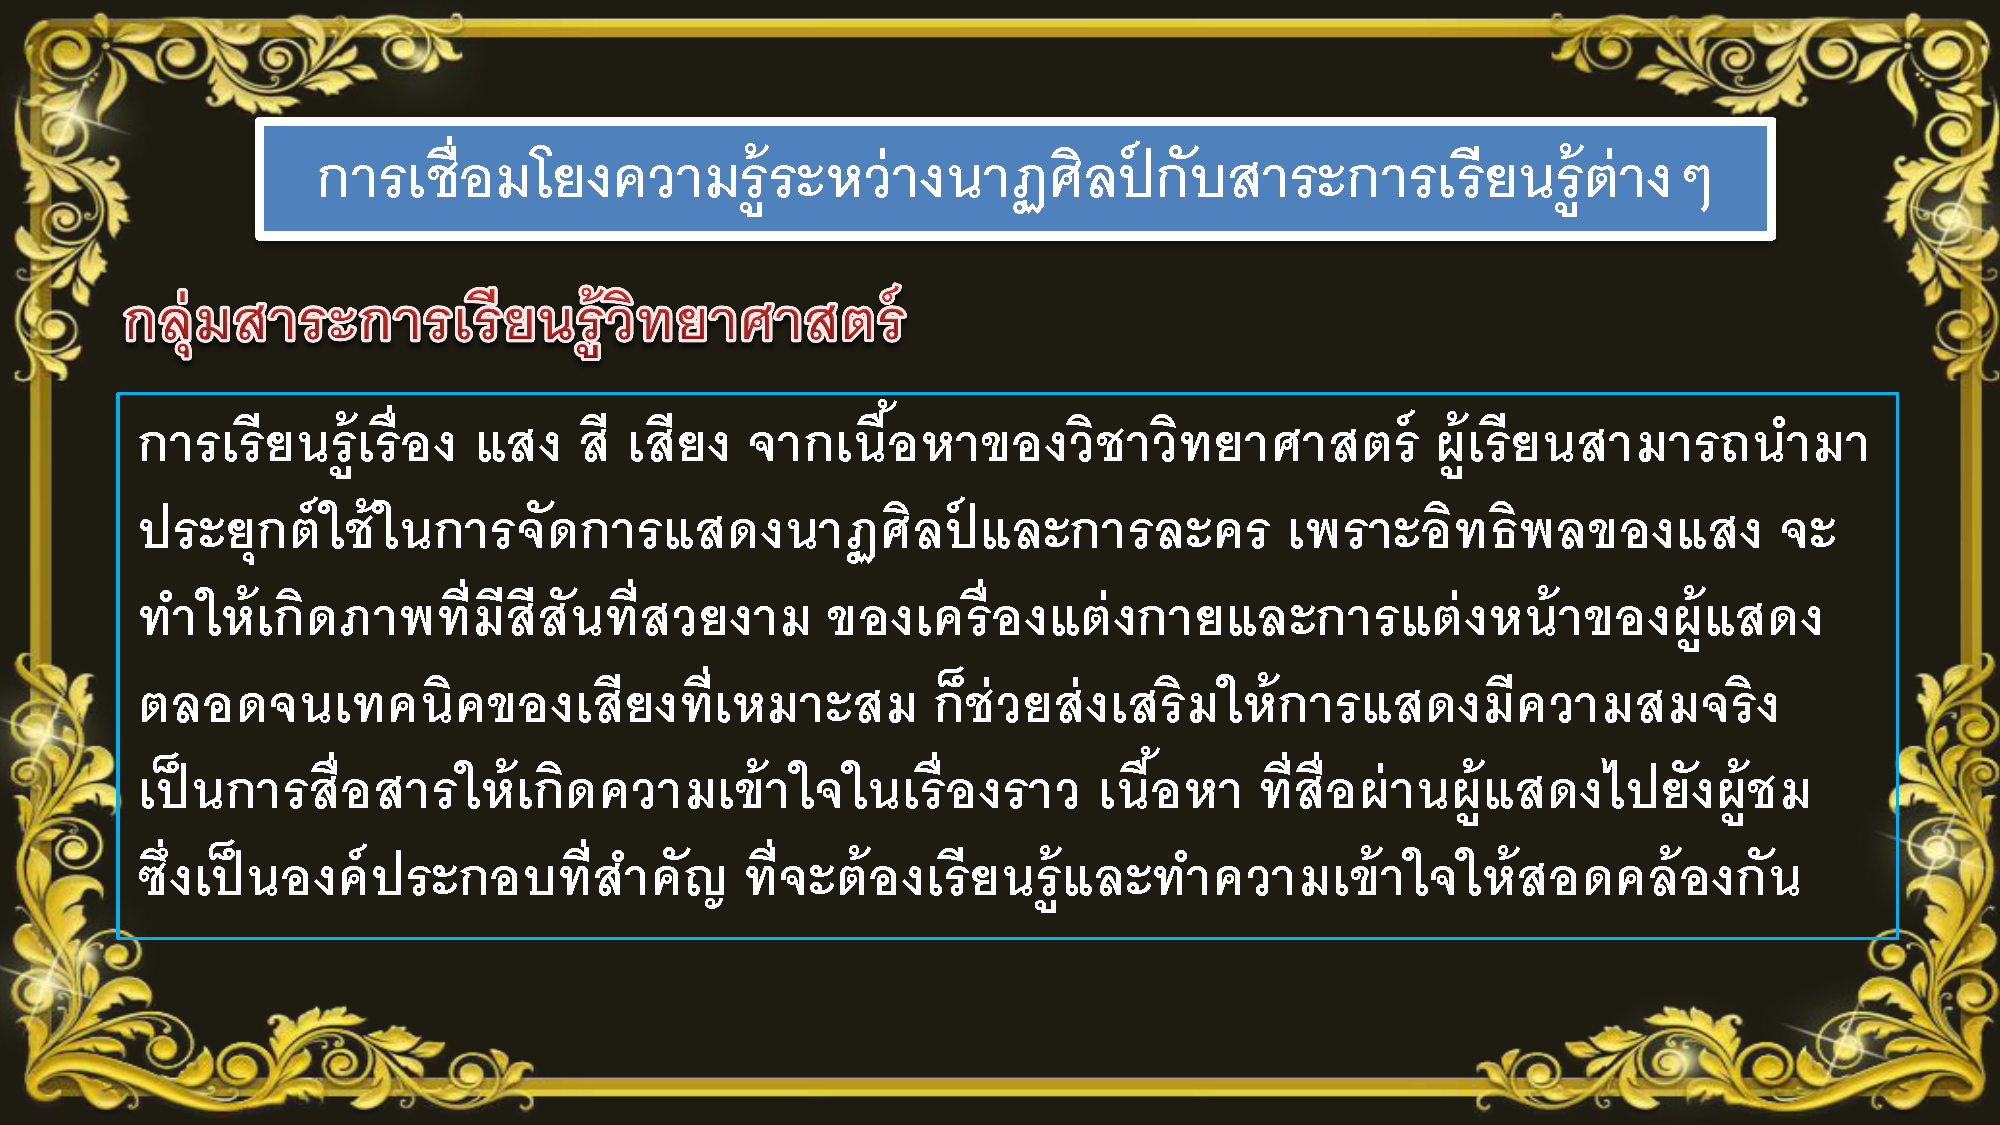 การเชื่อมโยงความรู้ระหว่างนาฏศิลป์กับสาระการเรียนรู้ต่าง ๆ
กลุ่มสาระการเรียนรู้วิทยาศาสตร์
การเรียนรู้เรื่อง แสง สี เสียง จากเนื้อหาของวิชาวิทยาศาสตร์ ผู้เรียนสามารถนำมา
ประยุกต์ใช้ในการจัดการแสดงนาฏศิลป์และการละคร เพราะอิทธิพลของแสง จะ
ทำให้เกิดภาพที่มีสีสันที่สวยงาม ของเครื่องแต่งกายและการแต่งหน้าของผู้แสดง
ตลอดจนเทคนิคของเสียงที่เหมาะสม ก็ช่วยส่งเสริมให้การแสดงมีความสมจริง
เป็นการสื่อสารให้เกิดความเข้าใจในเรื่องราว เนื้อหา ที่สื่อผ่านผู้แสดงไปยังผู้ชม
ซึ่งเป็นองค์ประกอบที่สำคัญ ที่จะต้องเรียนรู้และทำความเข้าใจให้สอดคล้องกัน